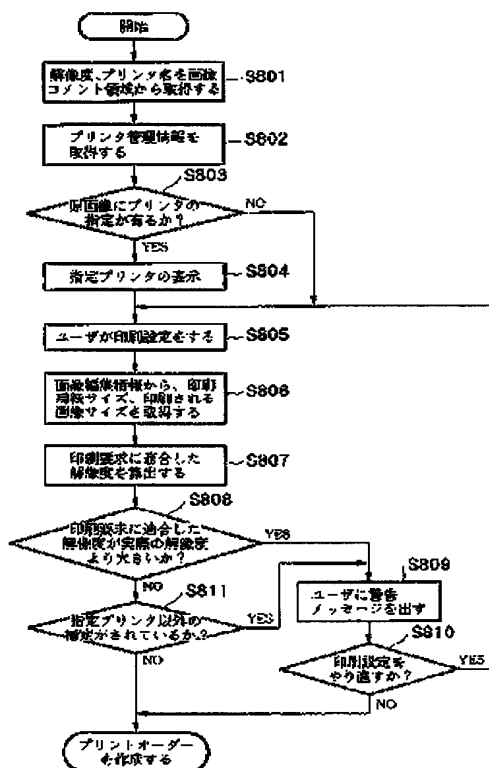 開始
解像度、プリンタ名を画像
コメント領域から取得する
S801
プリンタ管理情報を
取得する
S802
S803
原画像にプリンタの
指定が有るか?
NO
YES
指定プリンタの表示
S804
ユーザが印刷設定をする
S805
画像編集情報から、印刷
用紙サイズ、印刷される
画像サイズを取得する
S806
印刷要求に適合した
解像度を算出する
S807
S808
印刷要求に適合した
解像度が実際の解像度
より大きいか?
YES
NO
S809
ユーザに警告
メッセージを出す
S811
指定プリンタ以外の
指定がされているか?
YES
NO
S810
印刷設定を
やり直すか?
YES
NO
プリントオーダー
を作成する